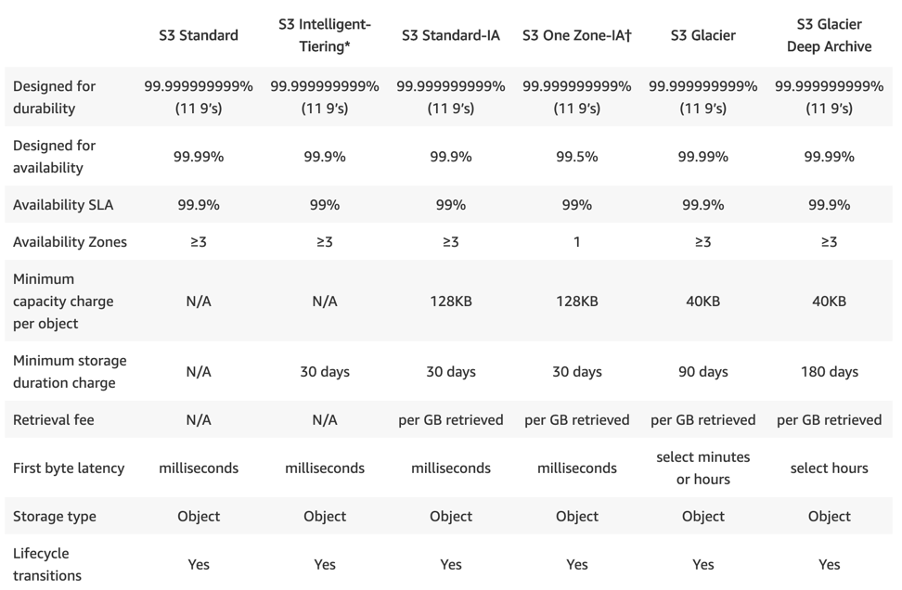 S3 Standard
S3 Intelligent-
Tiering*
S3 Standard-IA
S3 One Zone-IA†
S3 Glacier
S3 Glacier
Deep Archive
Designed for
durability
99.999999999%
(11 9’s)
99.999999999%
(11 9’s)
99.999999999%
(11 9’s)
99.999999999%
(11 9’s)
99.999999999%
(11 9’s)
99.999999999%
(11 9’s)
Designed for
availability
99.99%
99.9%
99.9%
99.5%
99.99%
99.99%
Availability SLA
99.9%
99%
99%
99%
99.9%
99.9%
Availability Zones
≥3
≥3
≥3
1
≥3
≥3
Minimum
capacity charge
per object
N/A
N/A
128KB
128KB
40KB
40KB
Minimum storage
duration charge
N/A
30 days
30 days
30 days
90 days
180 days
Retrieval fee
N/A
N/A
per GB retrieved
per GB retrieved
per GB retrieved
per GB retrieved
First byte latency
milliseconds
milliseconds
milliseconds
milliseconds
select minutes
or hours
select hours
Storage type
Object
Object
Object
Object
Object
Object
Lifecycle
transitions
Yes
Yes
Yes
Yes
Yes
Yes